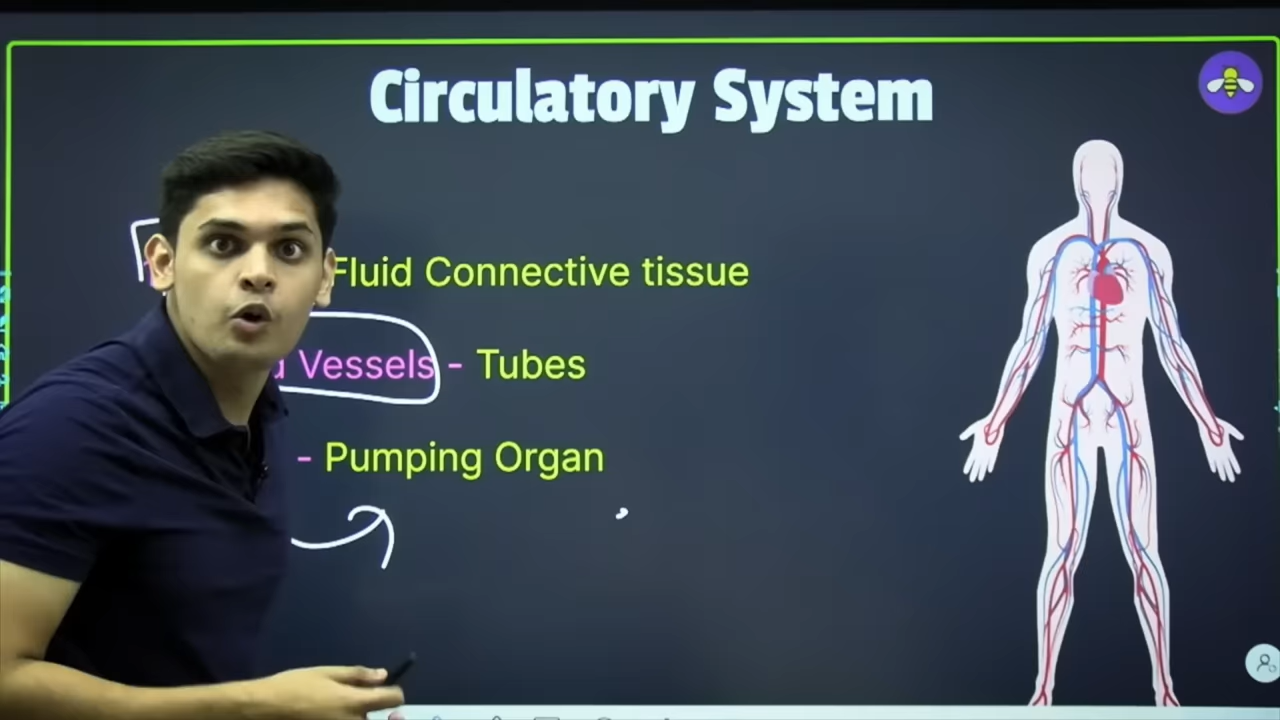 Circulatory System
Fluid Connective tissue
Vessels - Tubes
- Pumping Organ